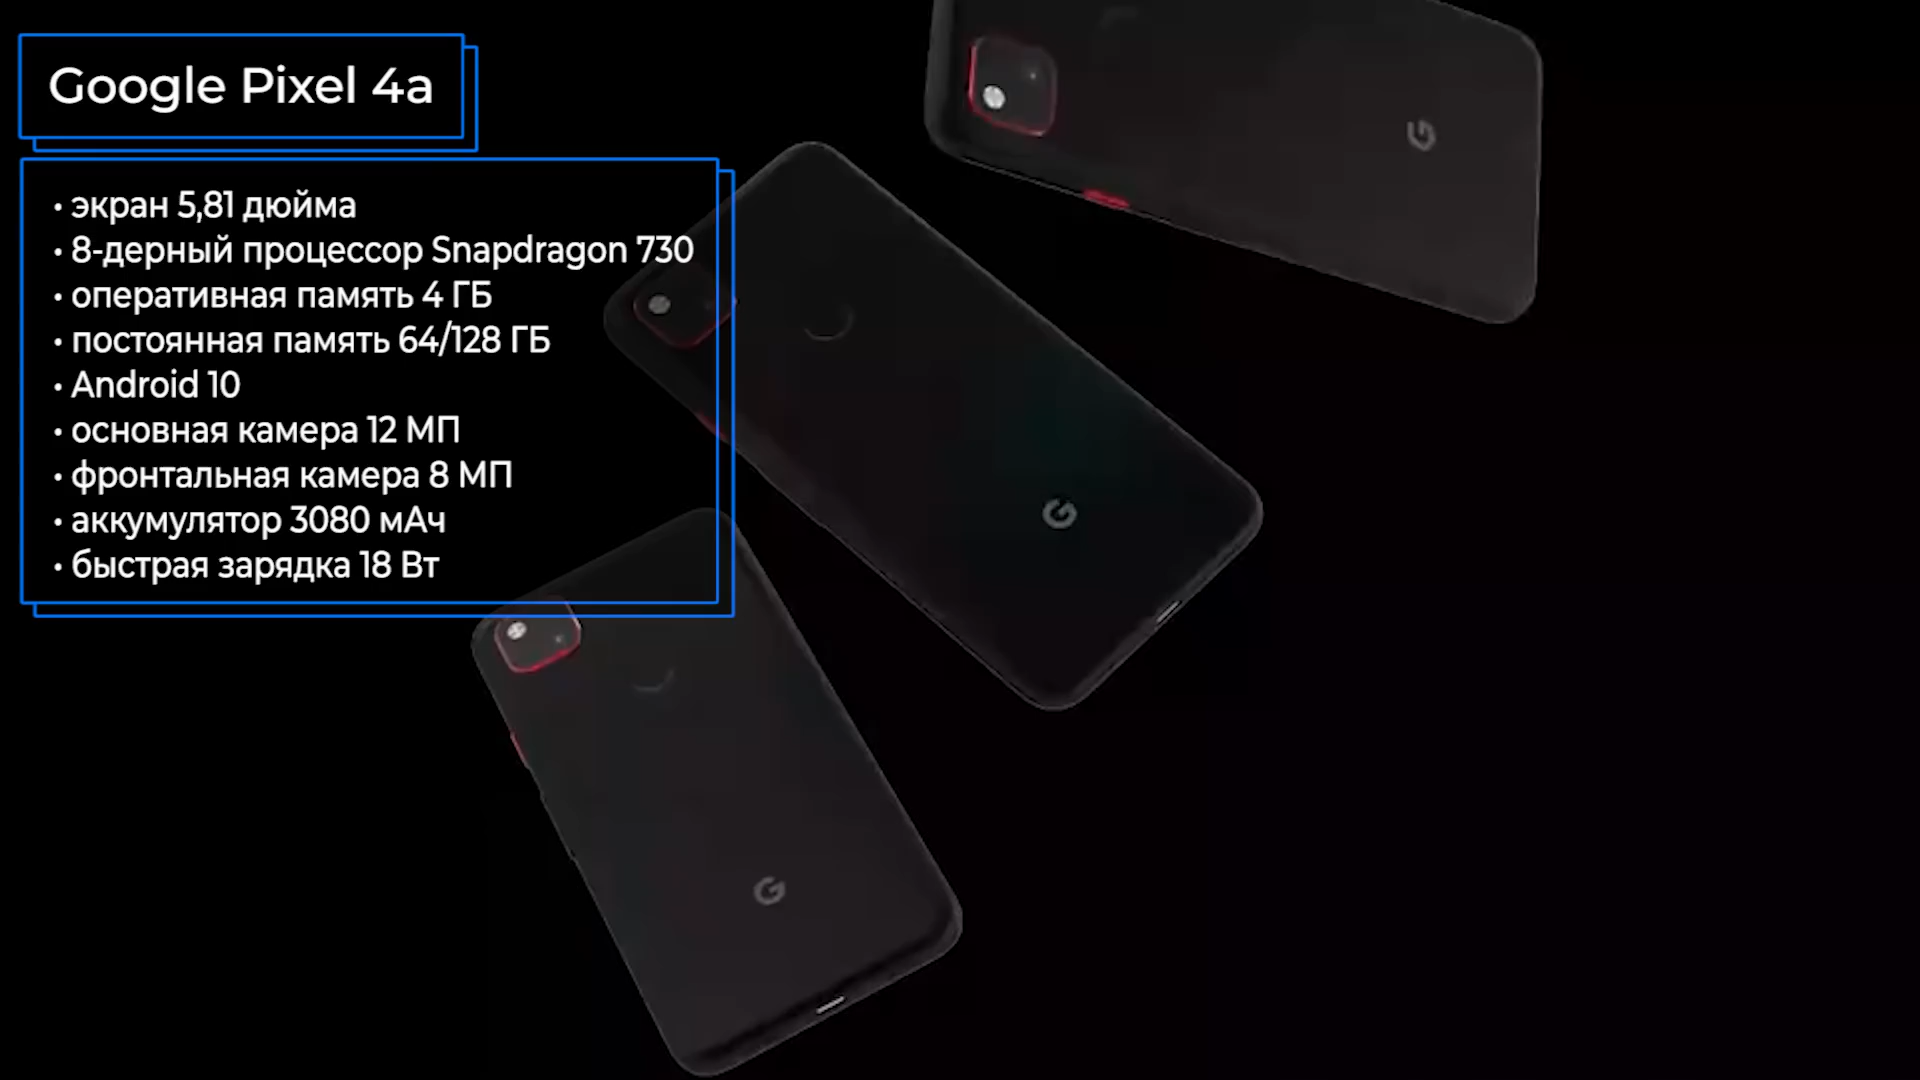 Google Pixel 4a
• экран 5,81 дюйма
• 8-дерный процессор Snapdragon 730
• оперативная память 4 ГБ
• постоянная память 64/128 ГБ
• Android 10
• основная камера 12 МП
• фронтальная камера 8 МП
• аккумулятор 3080 мАч
• быстрая зарядка 18 Вт
G
G
G